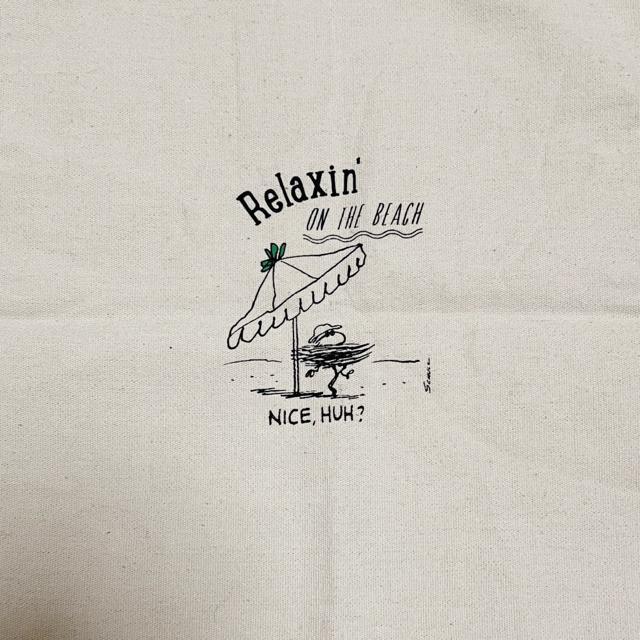 Relaxin'
ON THE BEACH
NICE, HUH?